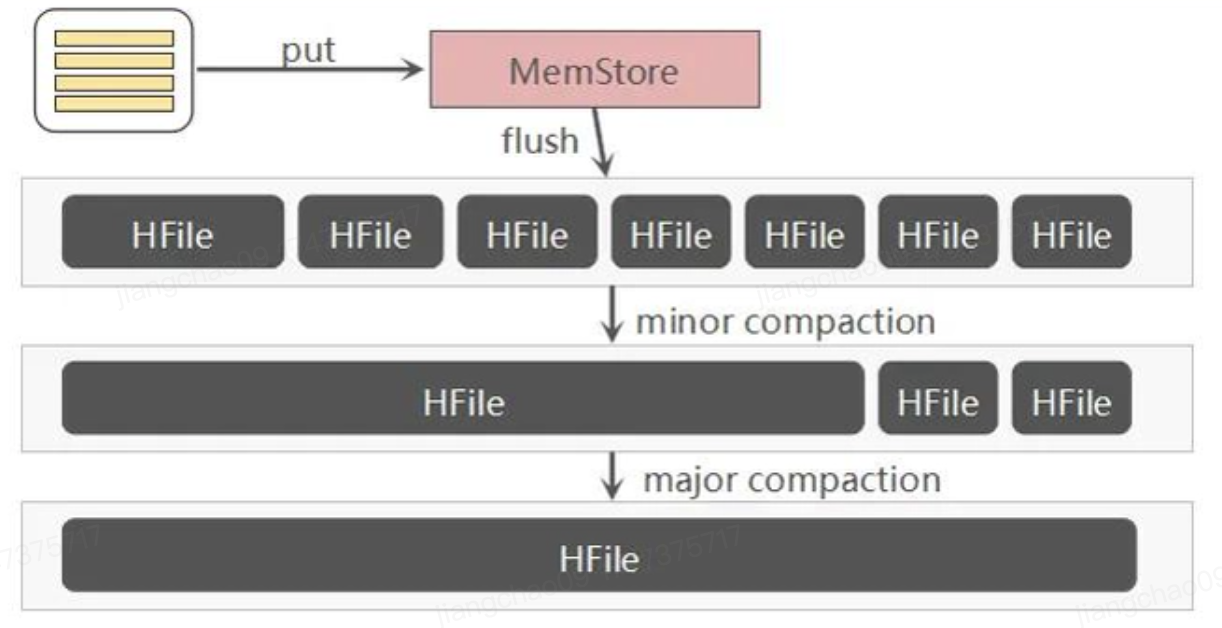 put
MemStore
flush
HFile HFile HFile HFile HFile HFile HFile
minor compaction
HFile HFile HFile
major compaction
HFile